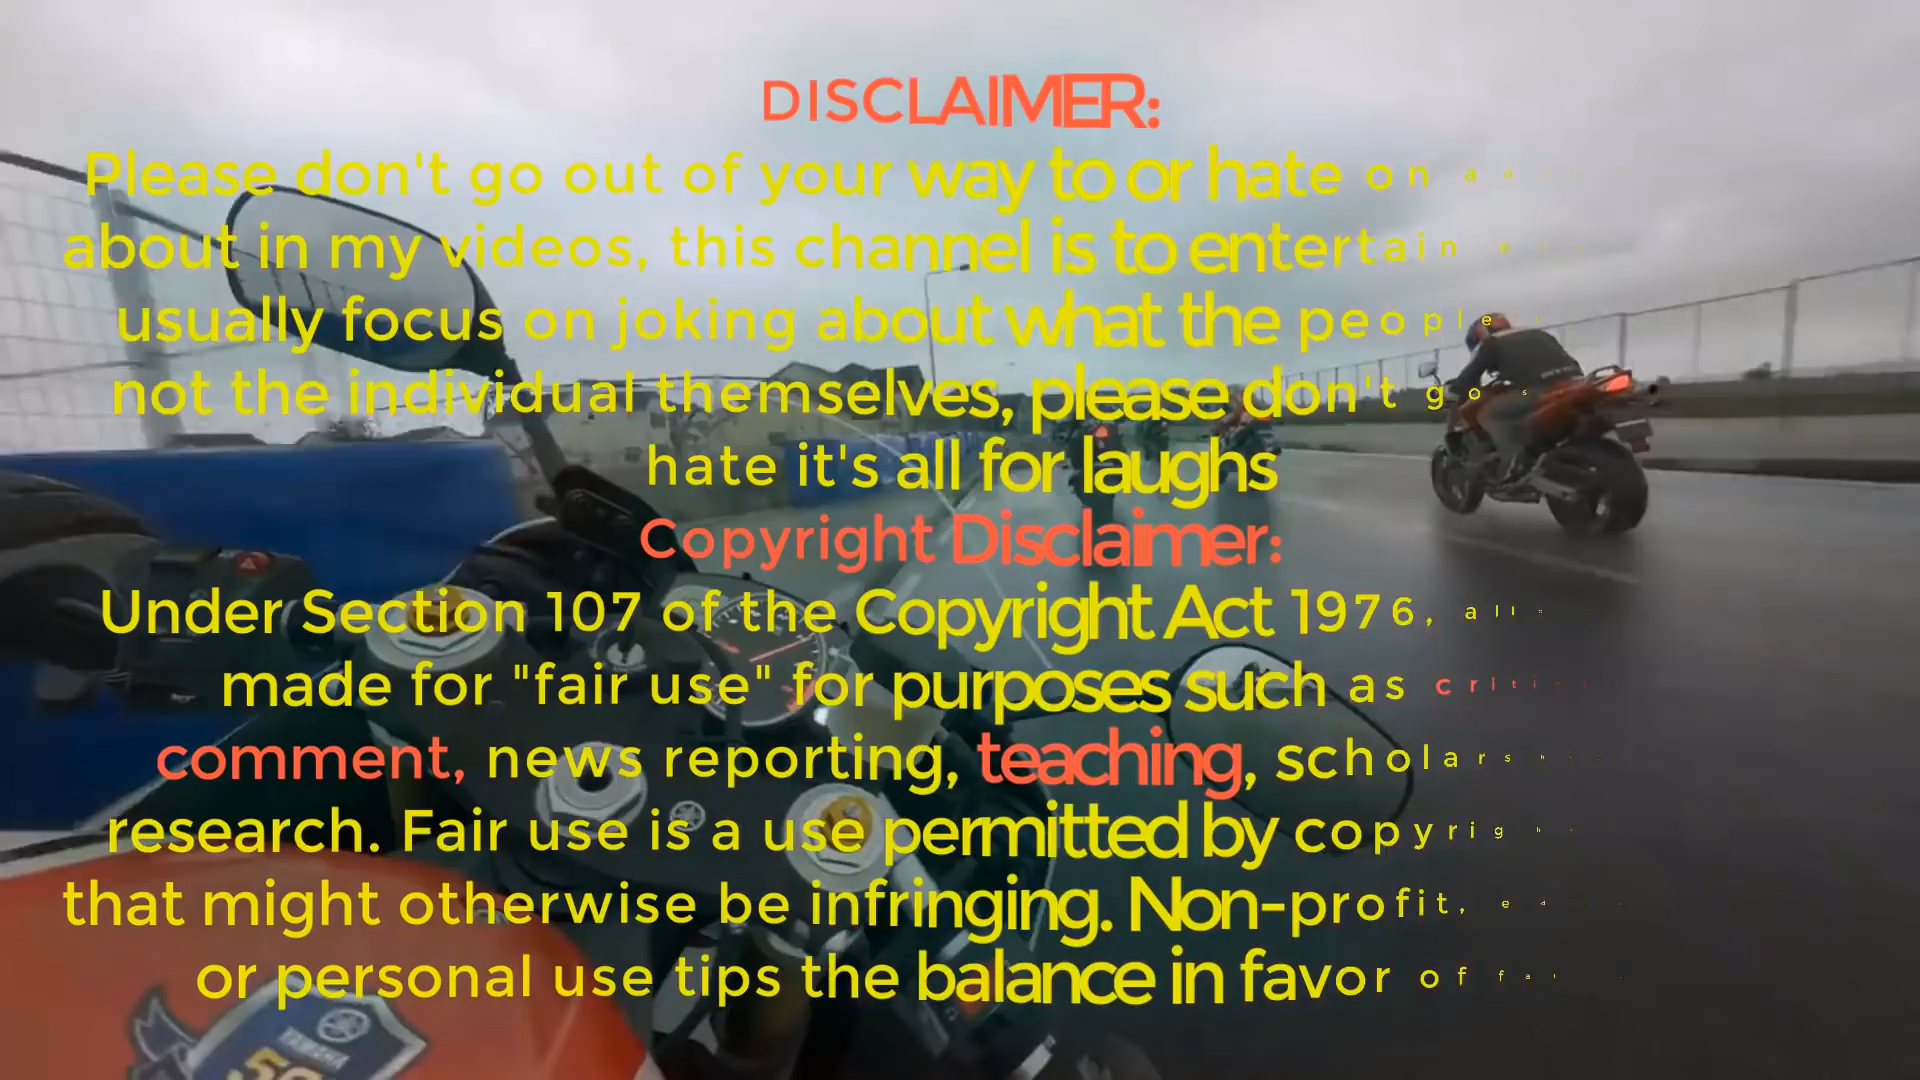 DISCLAIMER:
Please don't go out of your way to or hate on
about in my videos, this channel is to entertain
usually focus on joking about what the people
not the individual themselves, please don't go
hate it's all for laughs
Copyright Disclaimer:
Under Section 107 of the Copyright Act 1976, all
made for "fair use" for purposes such as
comment, news reporting, teaching,
research. Fair use is a use permitted by
that might otherwise be infringing. Non-profit,
or personal use tips the balance in favor of
YAMAHA